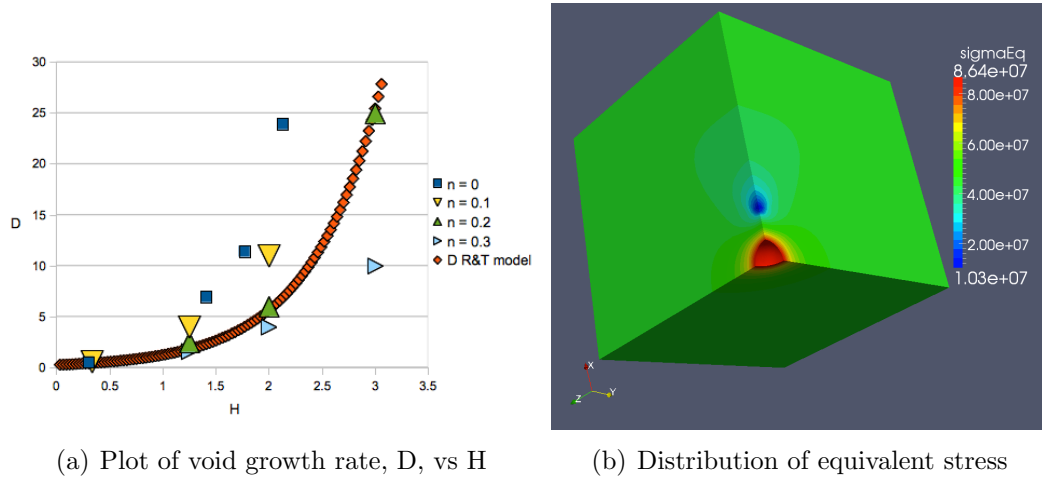 30
25
20
15
10
5
0
D
0 0.5 1 1.5 2 2.5 3 3.5
H
n = 0
n = 0.1
n = 0.2
n = 0.3
D R&T model
sigmaEq
8,64e+07
8.00e+07
6.00e+07
4.00e+07
2.00e+07
1.03e+07
X
Z
Y
(a) Plot of void growth rate, D, vs H
(b) Distribution of equivalent stress